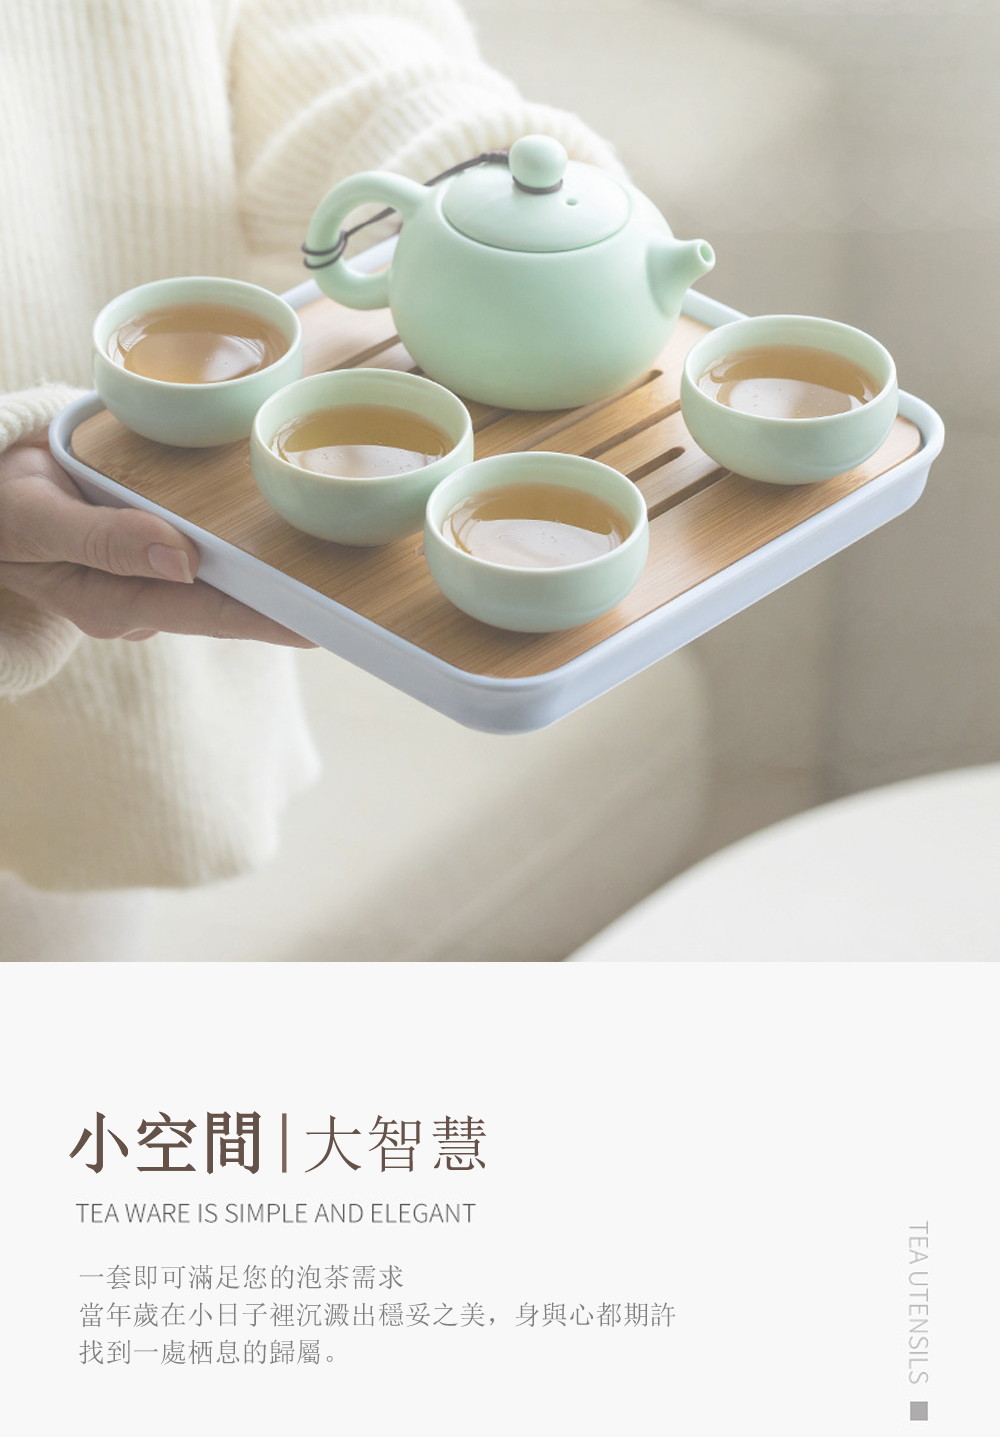 小空間|大智慧
TEA WARE IS SIMPLE AND ELEGANT
一套即可滿足您的泡茶需求
當年歲在小日子裡沉澱出穩妥之美，身與心都期許
找到一處栖息的歸屬。
TEA UTENSILS